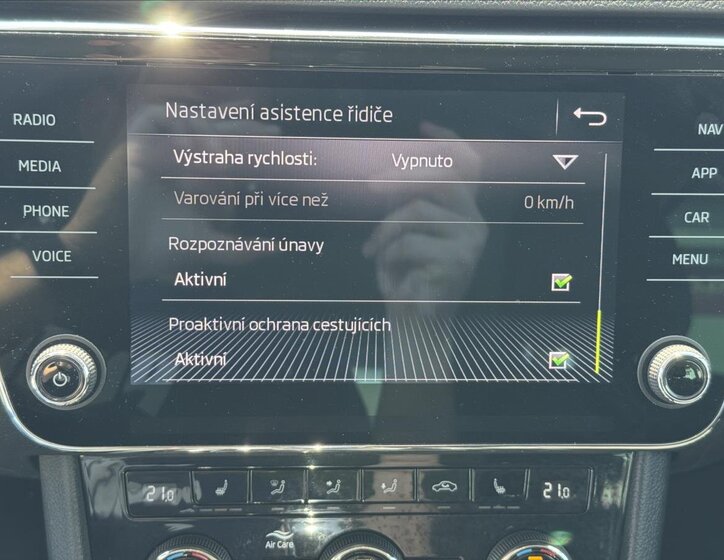 Nastavení asistence řidiče
RADIO
MEDIA
PHONE
VOICE
Výstraha rychlosti: Vypnuto
Varování při více než 0 km/h
Rozpoznávání únavy
Aktivní
Proaktivní ochrana cestujících
Aktivní
NAV
APP
CAR
MENU
21.0
21.0
Air Care